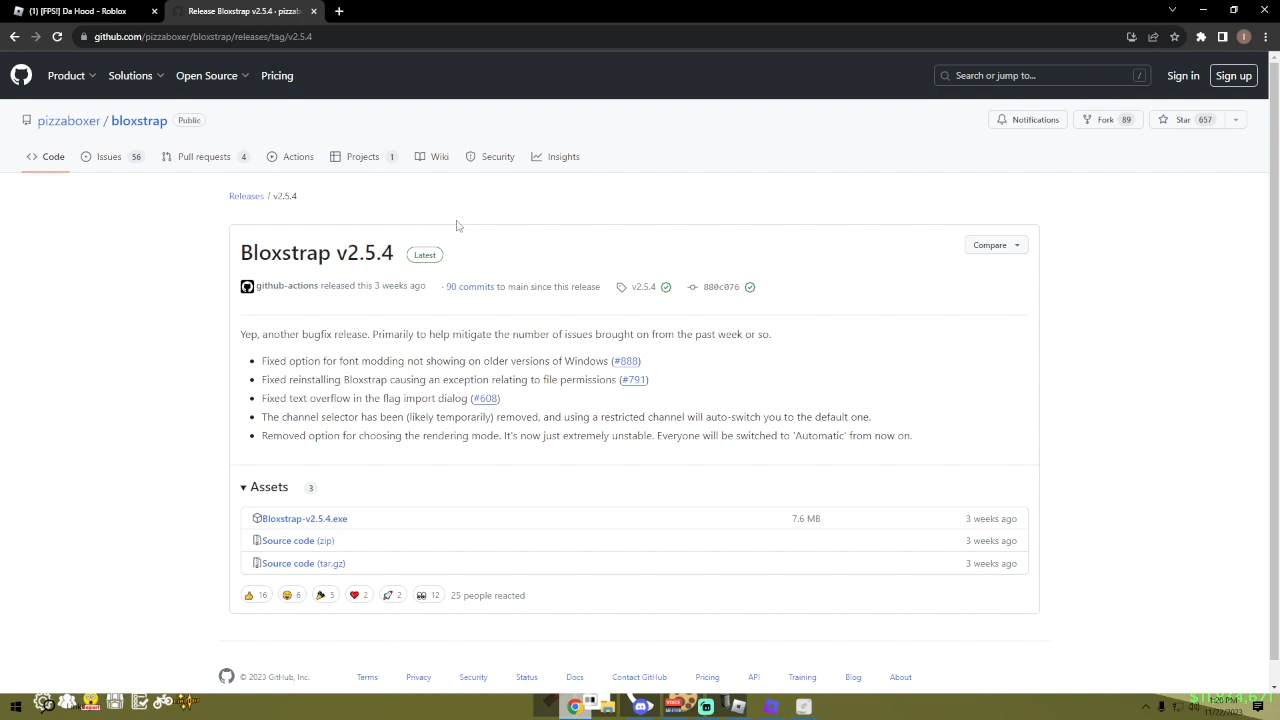 (1) [FPS!] Da Hood - Roblox
Release Bloxstrap v2.5.4 · pizzab
github.com/pizzaboxer/bloxstrap/releases/tag/v2.5.4
Product
Solutions
Open Source
Pricing
Search or jump to...
/
Sign in
Sign up
pizzaboxer / bloxstrap
Public
Notifications
Fork 89
Star 657
Code
Issues 56
Pull requests 4
Actions
Projects 1
Wiki
Security
Insights
Releases / v2.5.4
Bloxstrap v2.5.4
Latest
Compare
github-actions released this 3 weeks ago
· 90 commits to main since this release
v2.5.4
880c076
Yep, another bugfix release. Primarily to help mitigate the number of issues brought on from the past week or so.
• Fixed option for font modding not showing on older versions of Windows (#888)
• Fixed reinstalling Bloxstrap causing an exception relating to file permissions (#791)
• Fixed text overflow in the flag import dialog (#608)
• The channel selector has been (likely temporarily) removed, and using a restricted channel will auto-switch you to the default one.
• Removed option for choosing the rendering mode. It's now just extremely unstable. Everyone will be switched to 'Automatic' from now on.
Assets 3
Bloxstrap-v2.5.4.exe 7.6 MB 3 weeks ago
Source code (zip) 3 weeks ago
Source code (tar.gz) 3 weeks ago
16 6 5 2 2 12 25 people reacted
© 2023 GitHub, Inc.
Terms
Privacy
Security
Status
Docs
Contact GitHub
Pricing
API
Training
Blog
About
1:20 PM
11/22/2023